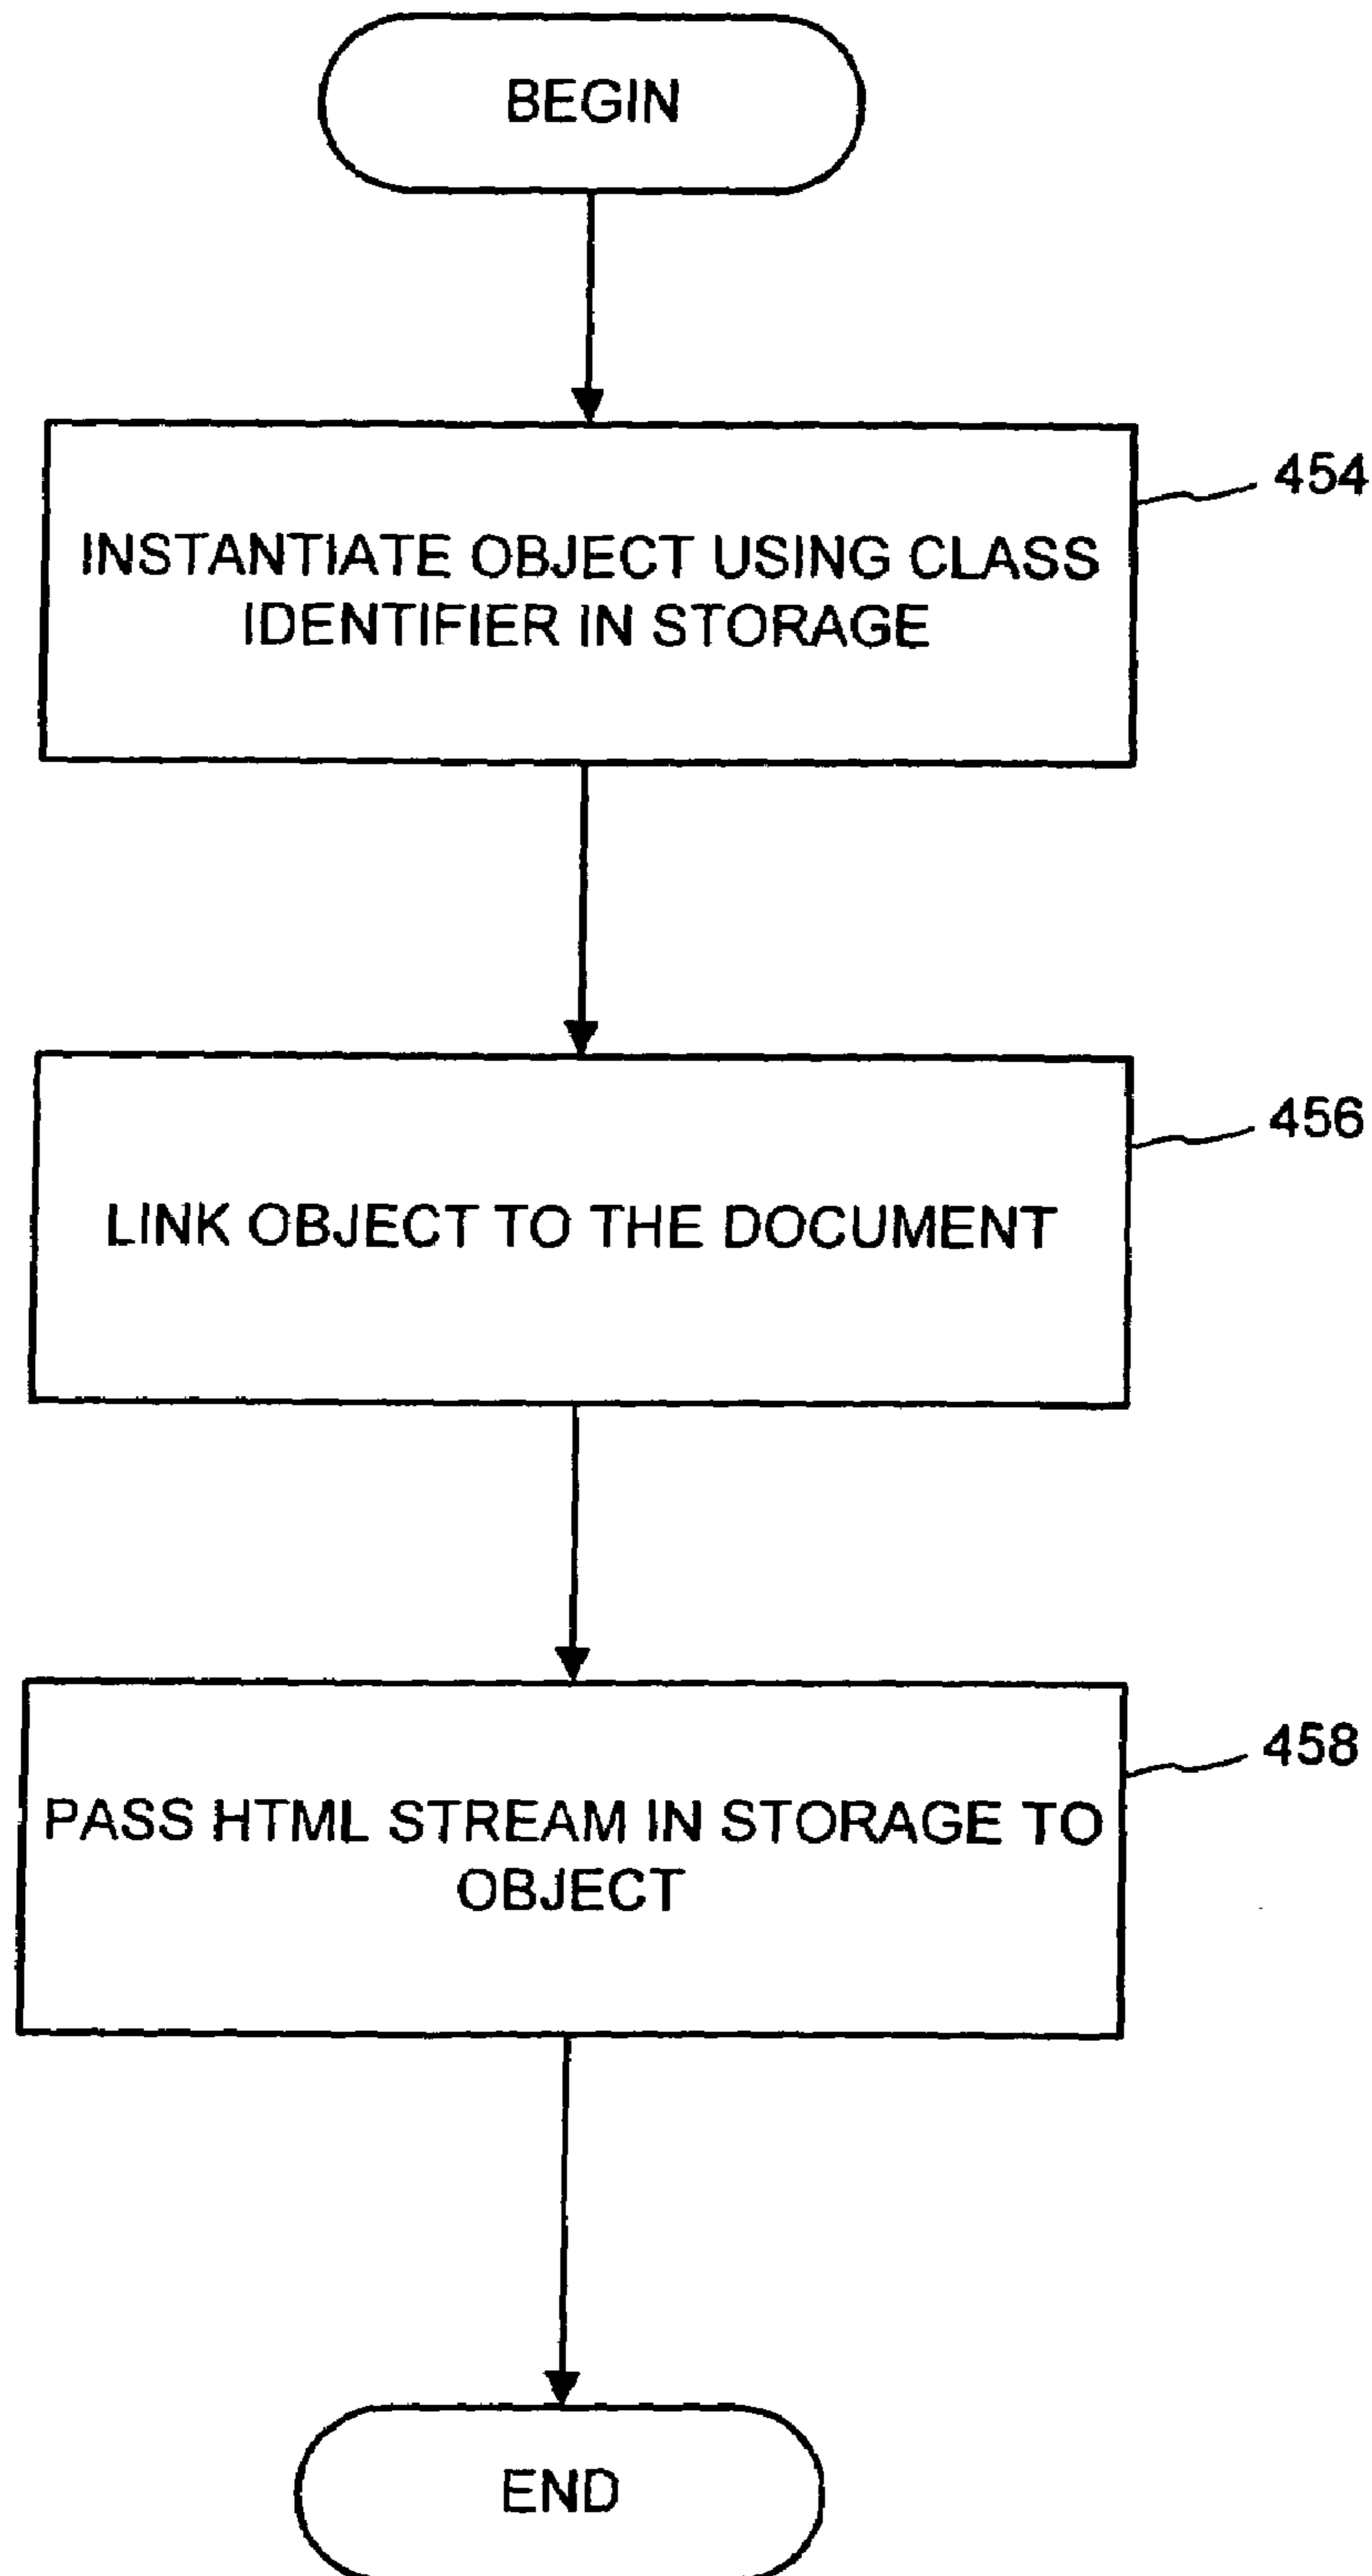 BEGIN
INSTANTIATE OBJECT USING CLASS
IDENTIFIER IN STORAGE
454
LINK OBJECT TO THE DOCUMENT
456
PASS HTML STREAM IN STORAGE TO
OBJECT
458
END